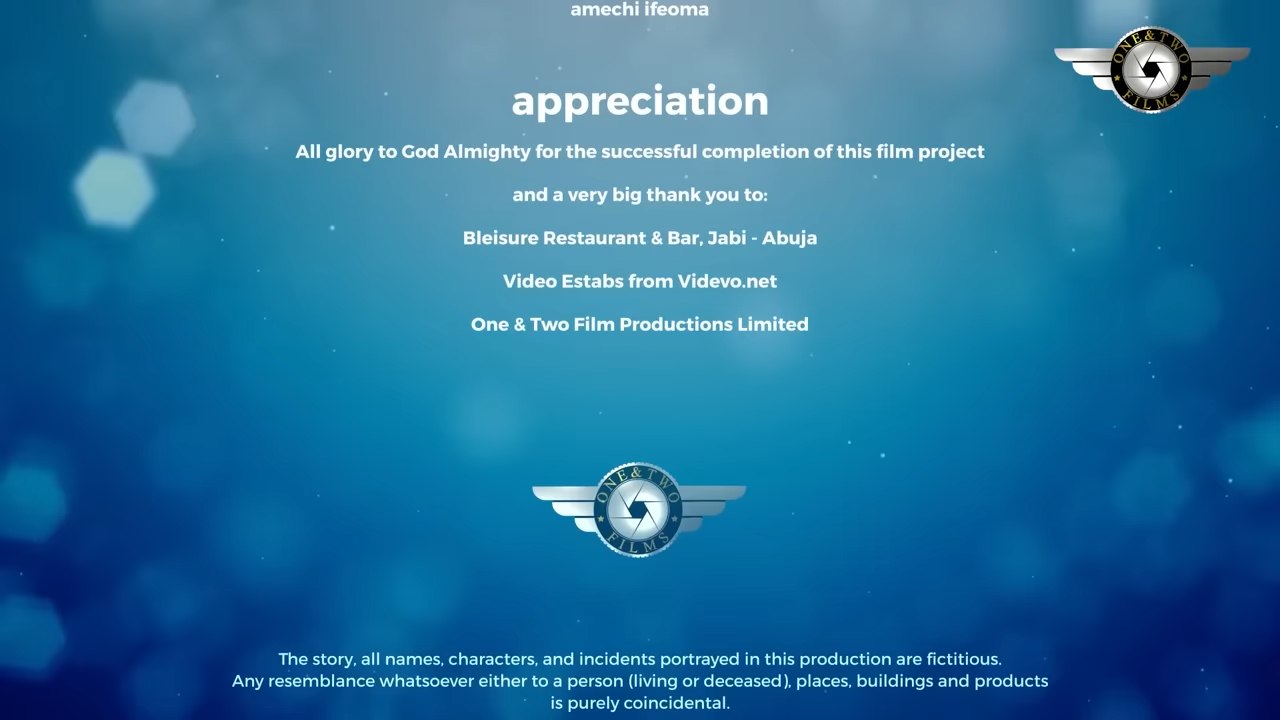 amechi ifeoma
ONE & TWO
FILMS
appreciation
All glory to God Almighty for the successful completion of this film project
and a very big thank you to:
Bleisure Restaurant & Bar, Jabi - Abuja
Video Estabs from Videvo.net
One & Two Film Productions Limited
ONE & TWO
FILMS
The story, all names, characters, and incidents portrayed in this production are fictitious.
Any resemblance whatsoever either to a person (living or deceased), places, buildings and products
is purely coincidental.